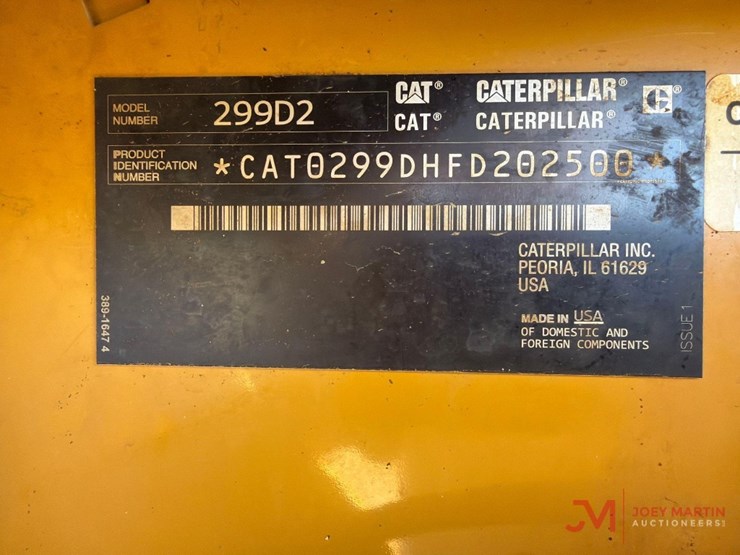 MODEL NUMBER 299D2
CAT® CATERPILLAR®
CAT® CATERPILLAR®
PRODUCT IDENTIFICATION NUMBER *CAT0299DHFD202500*
CATERPILLAR INC.
PEORIA, IL 61629
USA
MADE IN USA
OF DOMESTIC AND
FOREIGN COMPONENTS
389-1647 4
ISSUE 1
JM JOEY MARTIN
AUCTIONEERS